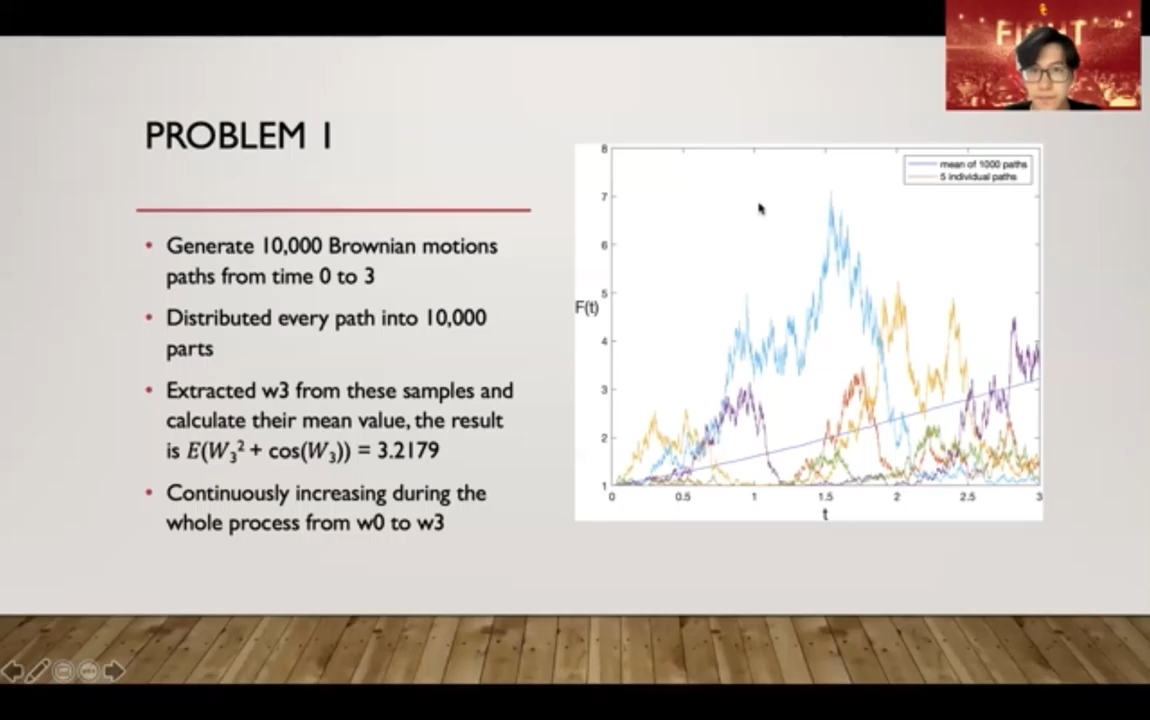 FIGHT
PROBLEM 1
• Generate 10,000 Brownian motions
paths from time 0 to 3
• Distributed every path into 10,000
parts
• Extracted w3 from these samples and
calculate their mean value, the result
is E(W₃² + cos(W₃)) = 3.2179
• Continuously increasing during the
whole process from w0 to w3
mean of 1000 paths
5 individual paths
8
7
6
5
4
3
2
1
F(t)
0 0.5 1 1.5 2 2.5 3
t